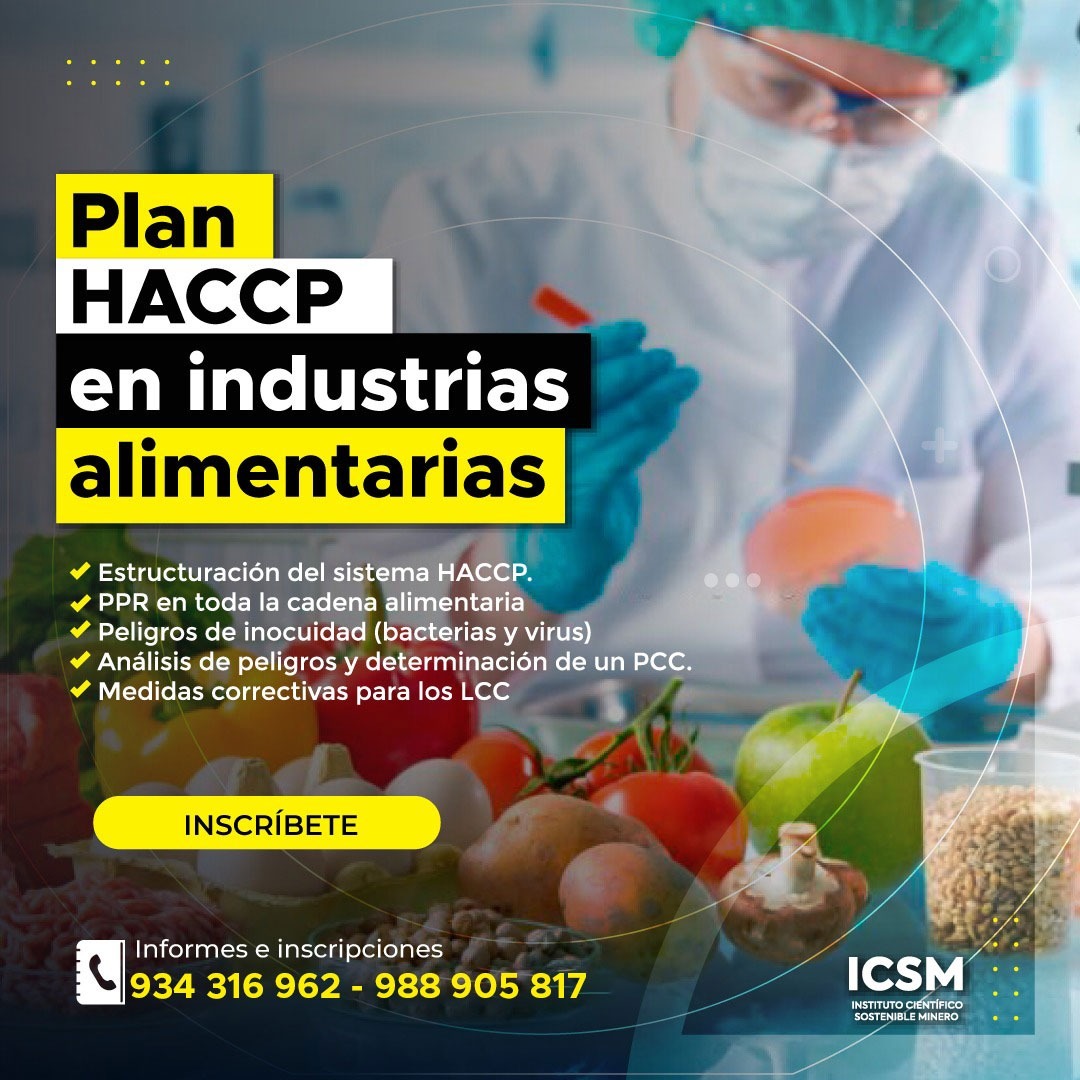 Plan
HACCP
en industrias
alimentarias
Estructuración del sistema HACCP.
PPR en toda la cadena alimentaria
Peligros de inocuidad (bacterias y virus)
Análisis de peligros y determinación de un PCC.
Medidas correctivas para los LCC
INSCRÍBETE
Informes e inscripciones
934 316 962 - 988 905 817
ICSM
INSTITUTO CIENTÍFICO
SOSTENIBLE MINERO